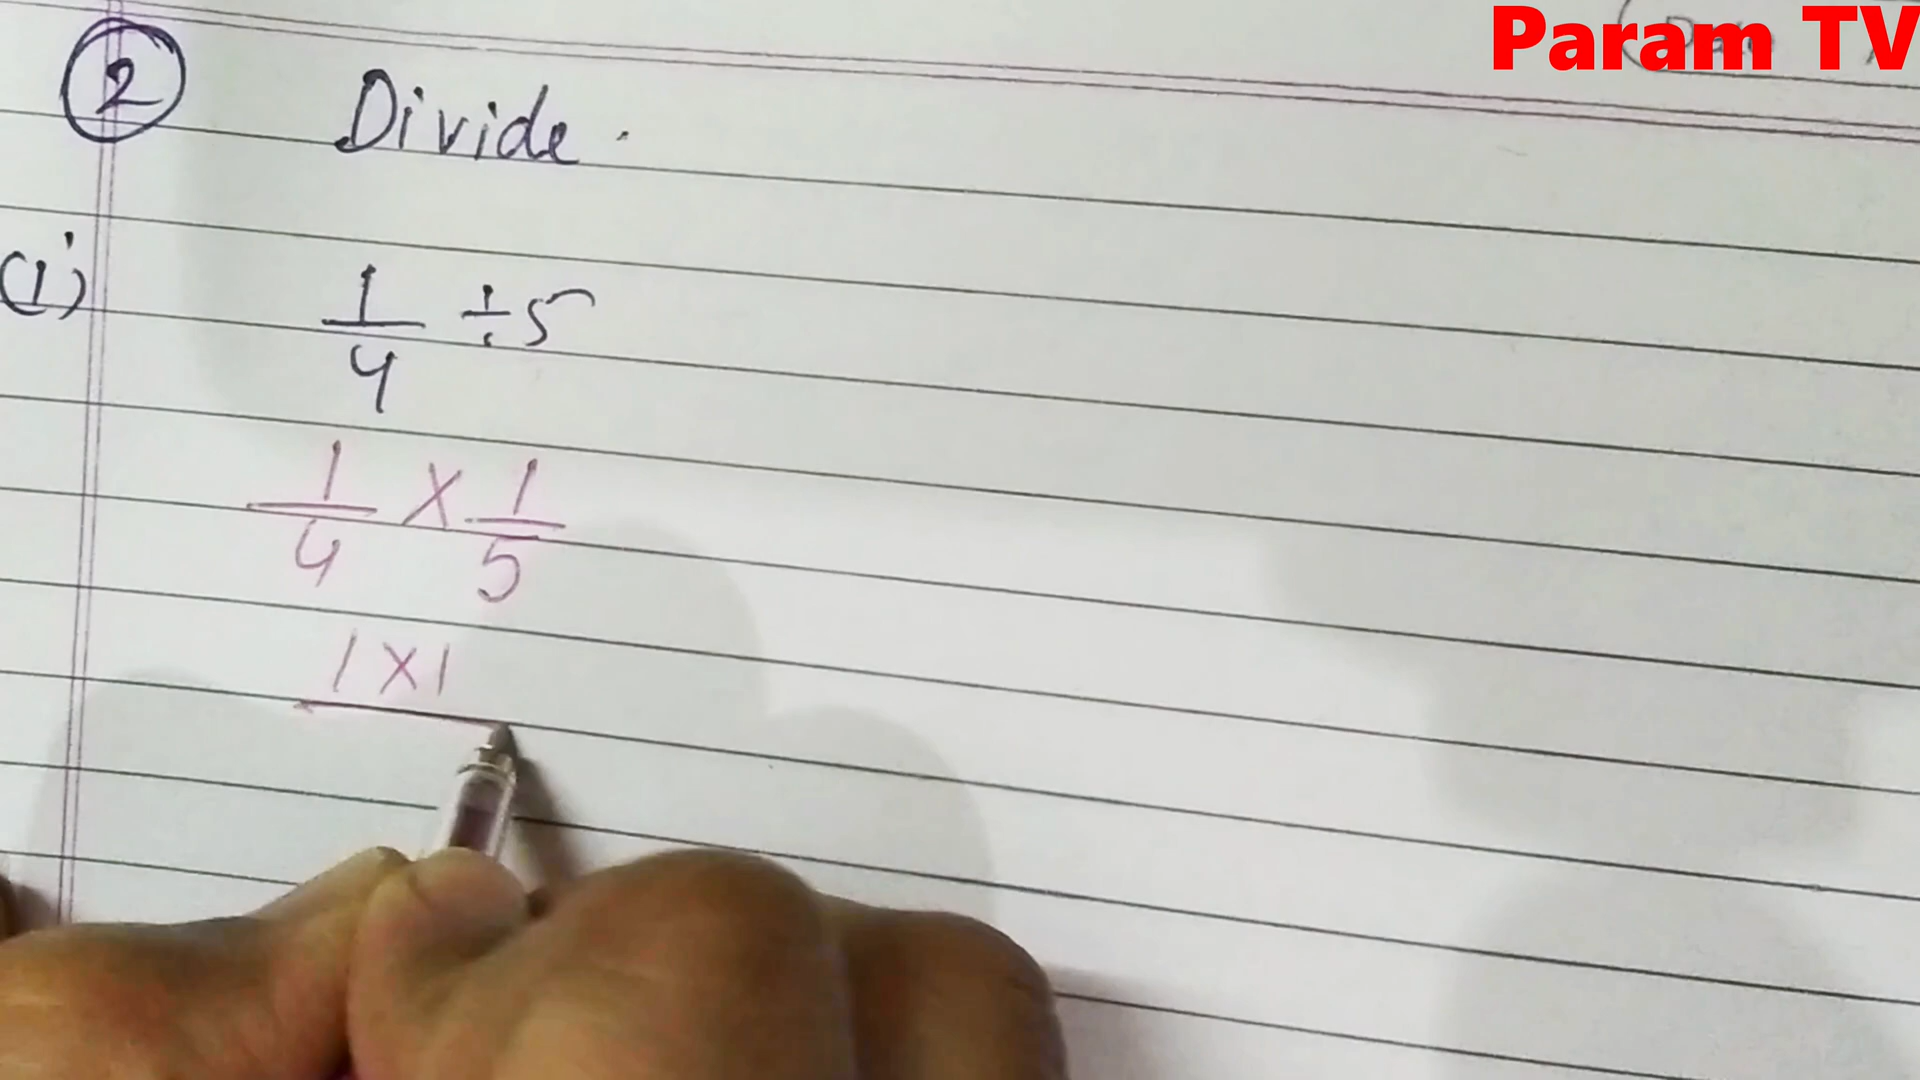 Param TV
2 Divide.
(i) 1/4 ÷ 5
1/4 × 1/5
1 × 1